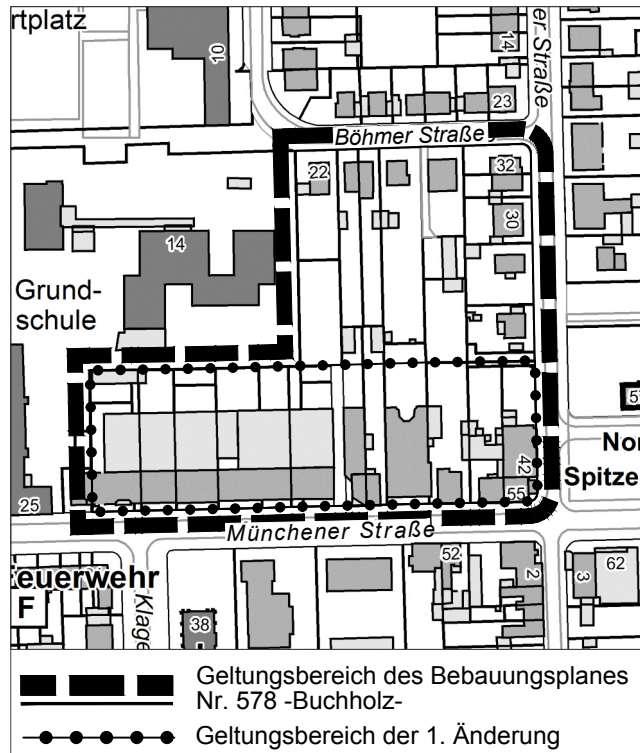 rtplatz
10
14
er Straße
23
Böhmer Straße
22
32
30
14
Grund-
schule
57
Nor
42
Spitze
25
55
Münchener Straße
Feuerwehr
F
Klage
38
52
2
3
62
Geltungsbereich des Bebauungsplanes
Nr. 578 -Buchholz-
Geltungsbereich der 1. Änderung